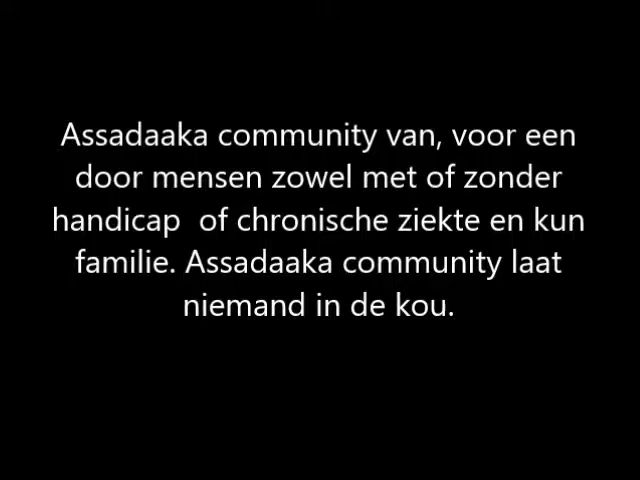 Assadaaka community van, voor een
door mensen zowel met of zonder
handicap  of chronische ziekte en kun
familie. Assadaaka community laat
niemand in de kou.